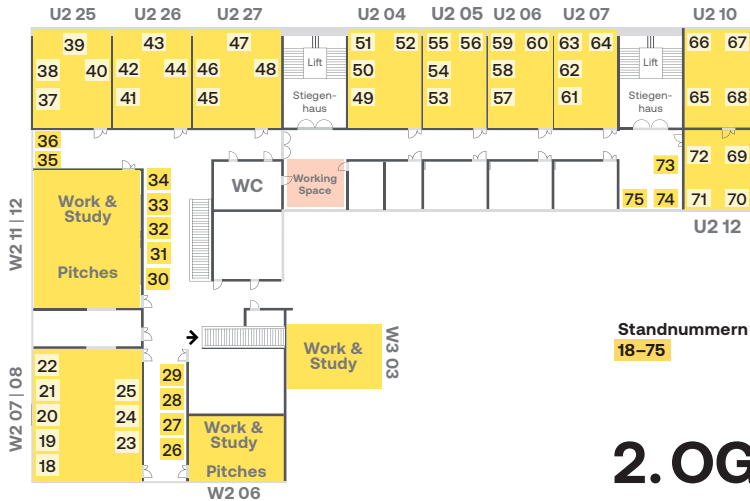 U2 25 U2 26 U2 27 U2 04 U2 05 U2 06 U2 07 U2 10
39 43 47 51 52 55 56 59 60 63 64 66 67
Lift Lift
38 40 42 44 46 48 50 54 58 62
37 41 45 49 53 57 61 65 68
Stiegen-
haus
Stiegen-
haus
36
35
34
33
32
31
30
WC
Working
Space
72 69
73
75 74 71 70
U2 12
W2 11 | 12
Work &
Study
Pitches
W2 07 | 08
22
21
20
19
18
25
24
23
29
28
27
26
Work &
Study
W3 03
Work &
Study
Pitches
W2 06
Standnummern
18–75
2. OG